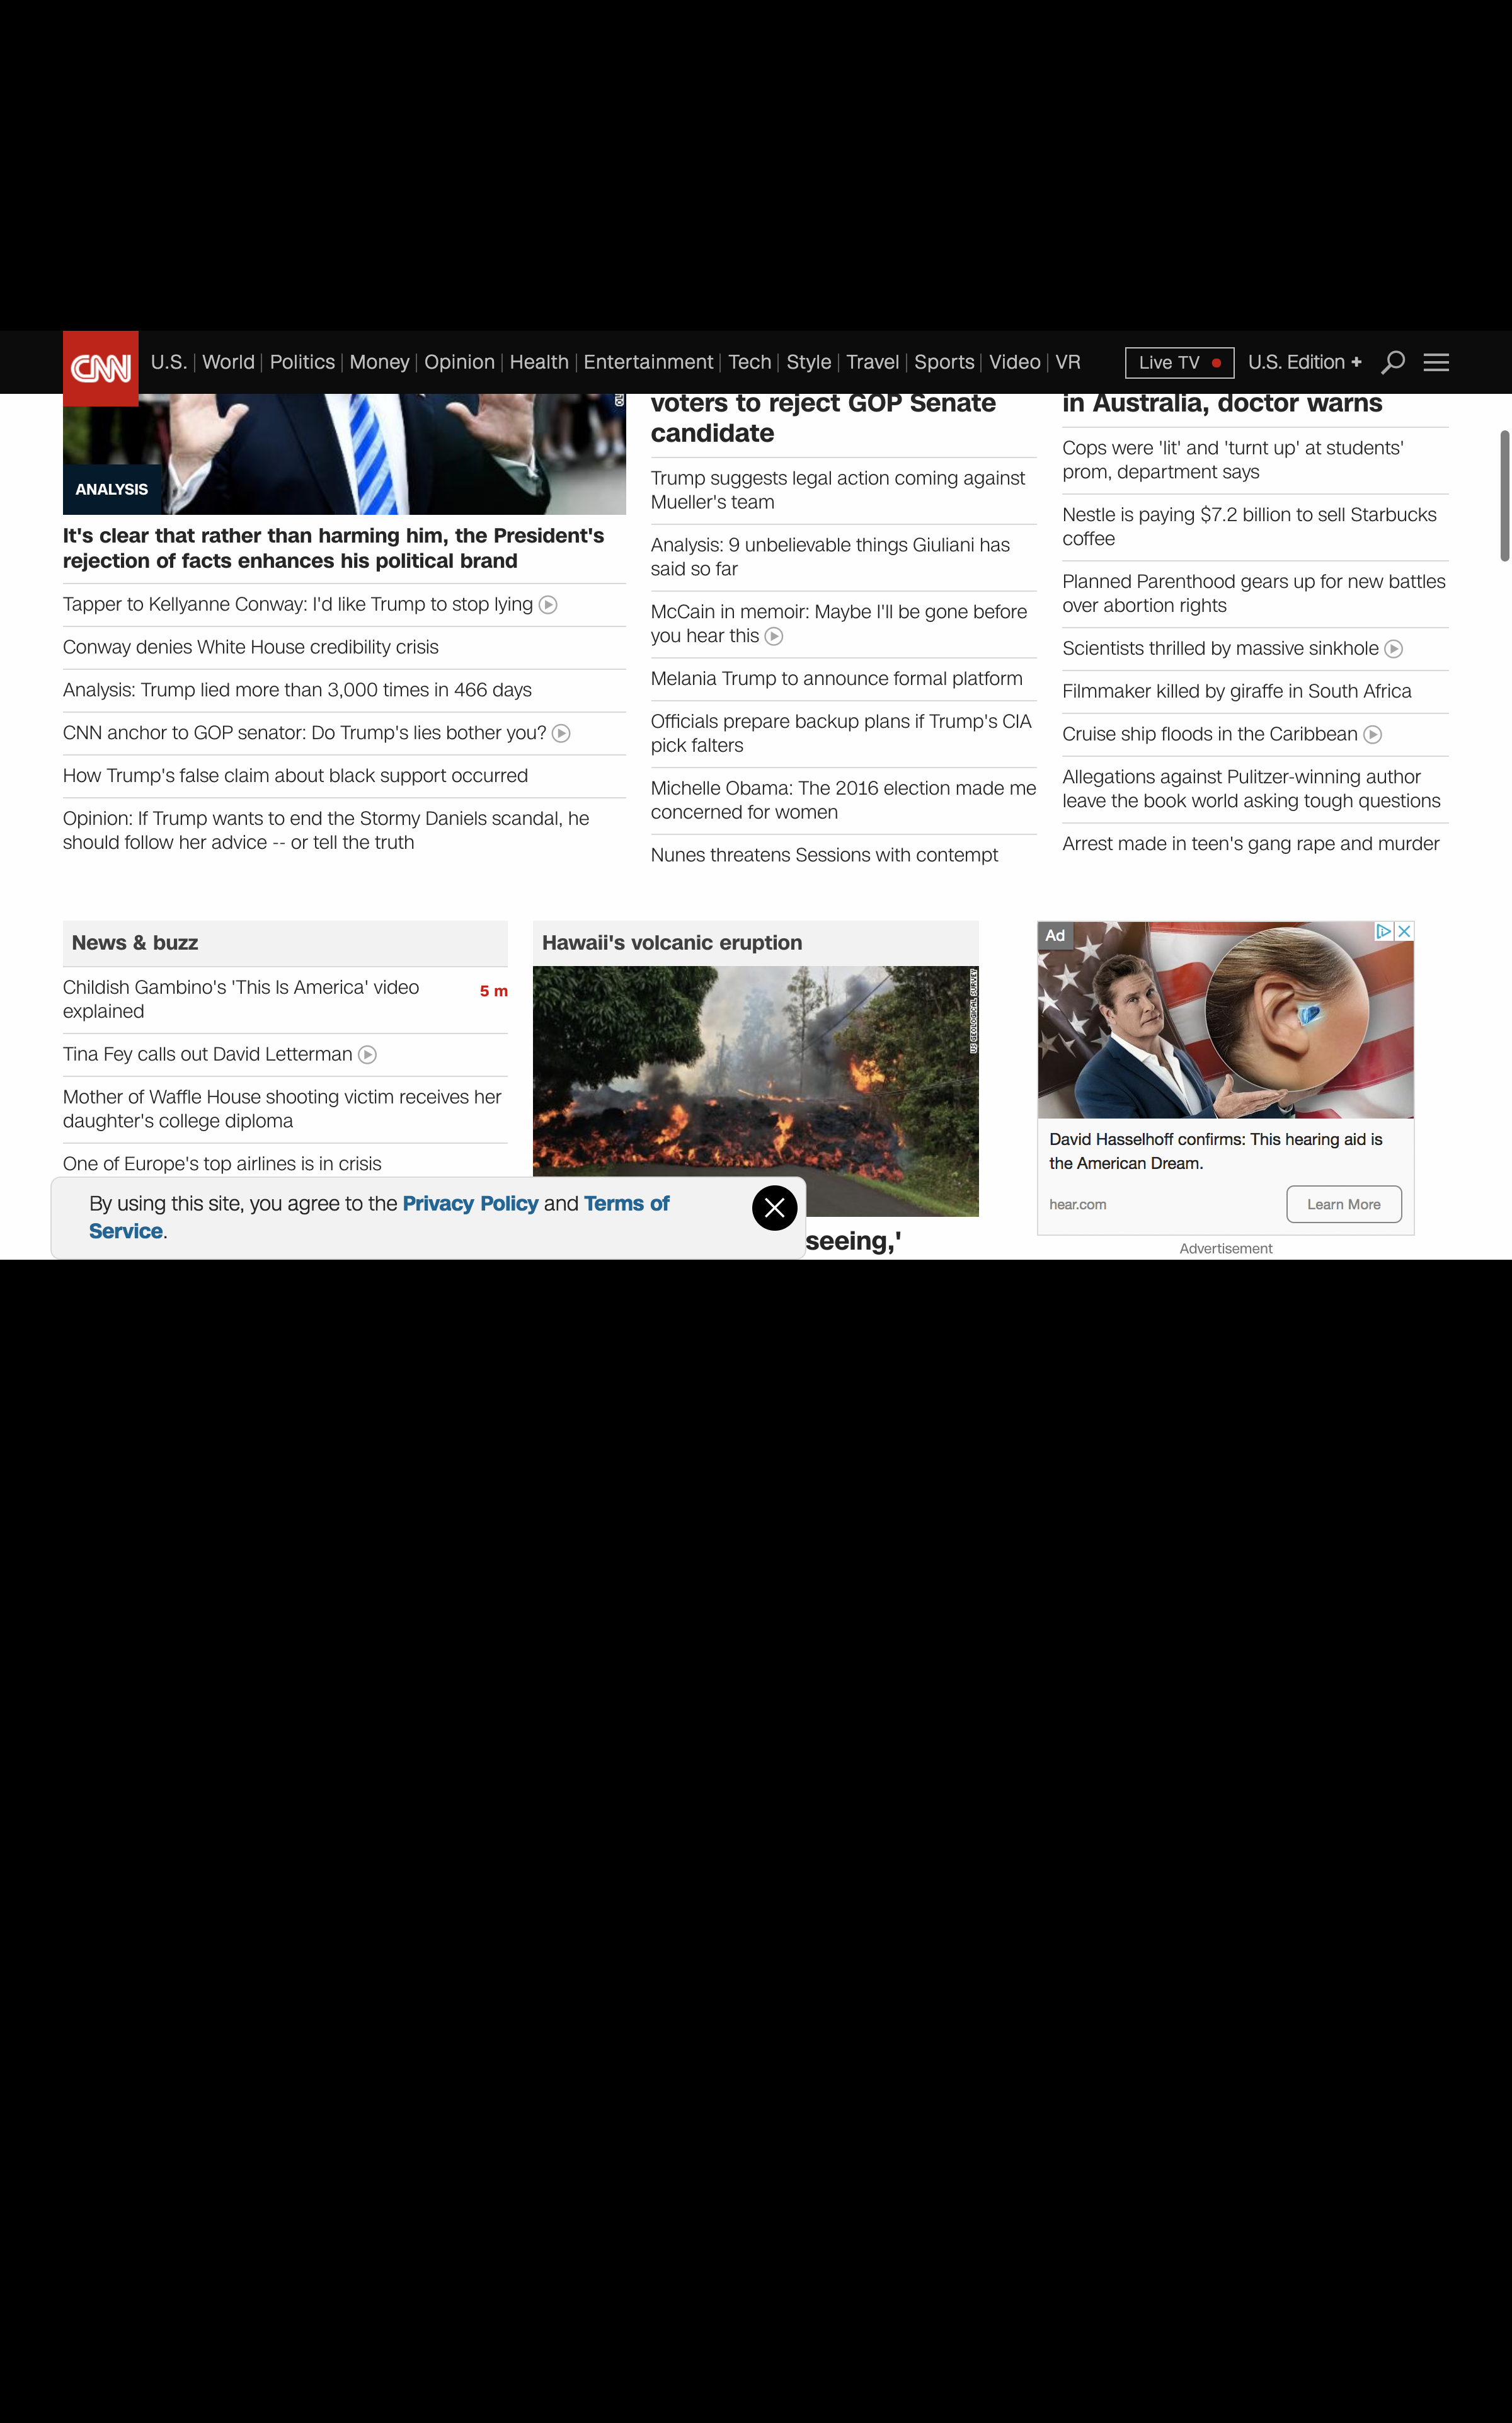 CNN
U.S. World Politics Money Opinion Health Entertainment Tech Style Travel Sports Video VR Live TV U.S. Edition +
ANALYSIS
It's clear that rather than harming him, the President's
rejection of facts enhances his political brand
Tapper to Kellyanne Conway: I'd like Trump to stop lying
Conway denies White House credibility crisis
Analysis: Trump lied more than 3,000 times in 466 days
CNN anchor to GOP senator: Do Trump's lies bother you?
How Trump's false claim about black support occurred
Opinion: If Trump wants to end the Stormy Daniels scandal, he
should follow her advice -- or tell the truth
voters to reject GOP Senate
candidate
Trump suggests legal action coming against
Mueller's team
Analysis: 9 unbelievable things Giuliani has
said so far
McCain in memoir: Maybe I'll be gone before
you hear this
Melania Trump to announce formal platform
Officials prepare backup plans if Trump's CIA
pick falters
Michelle Obama: The 2016 election made me
concerned for women
Nunes threatens Sessions with contempt
in Australia, doctor warns
Cops were 'lit' and 'turnt up' at students'
prom, department says
Nestle is paying $7.2 billion to sell Starbucks
coffee
Planned Parenthood gears up for new battles
over abortion rights
Scientists thrilled by massive sinkhole
Filmmaker killed by giraffe in South Africa
Cruise ship floods in the Caribbean
Allegations against Pulitzer-winning author
leave the book world asking tough questions
Arrest made in teen's gang rape and murder
News & buzz
Childish Gambino's 'This Is America' video
explained
5 m
Tina Fey calls out David Letterman
Mother of Waffle House shooting victim receives her
daughter's college diploma
One of Europe's top airlines is in crisis
Hawaii's volcanic eruption
US GEOLOGICAL SURVEY
seeing,'
Ad
David Hasselhoff confirms: This hearing aid is
the American Dream.
hear.com
Learn More
Advertisement
By using this site, you agree to the Privacy Policy and Terms of
Service.